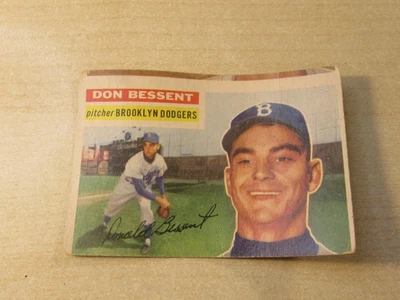 DON BESSENT
pitcher BROOKLYN DODGERS
B
Donald Bessent